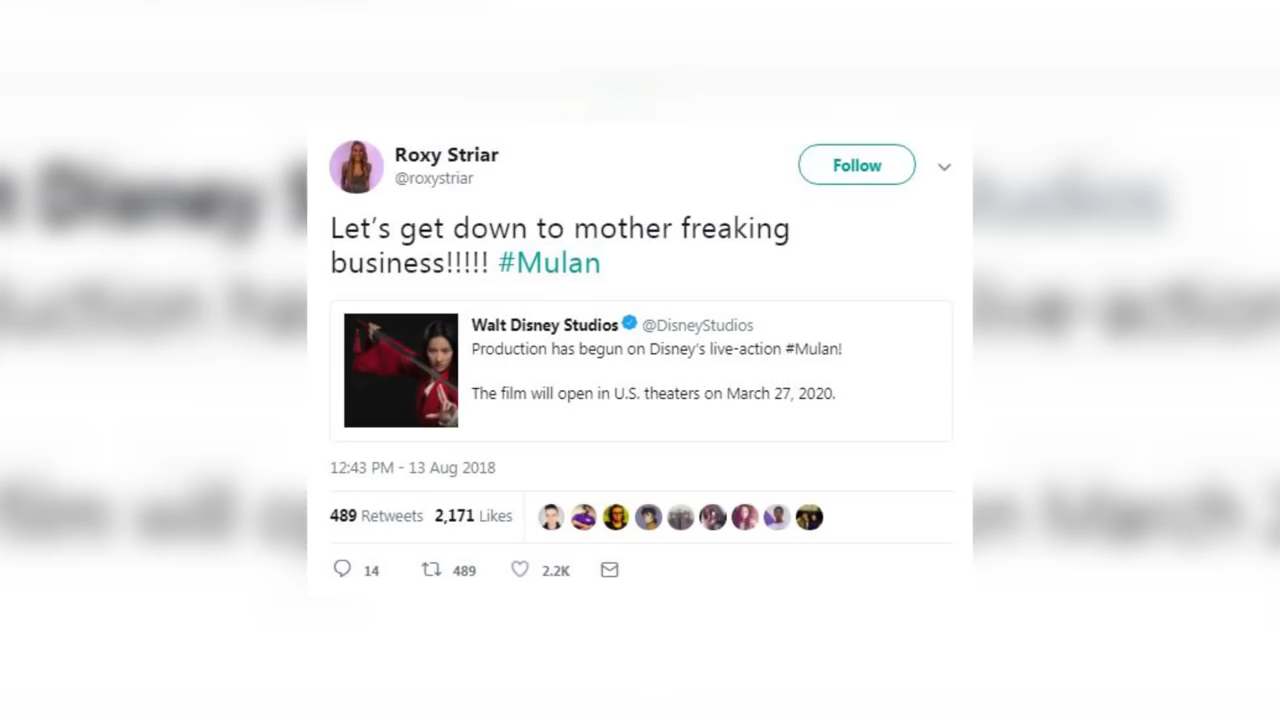 Roxy Striar
@roxystriar
Follow
Let’s get down to mother freaking
business!!!!! #Mulan
Walt Disney Studios @DisneyStudios
Production has begun on Disney’s live-action #Mulan!
The film will open in U.S. theaters on March 27, 2020.
12:43 PM - 13 Aug 2018
489 Retweets 2,171 Likes
14 489 2.2K